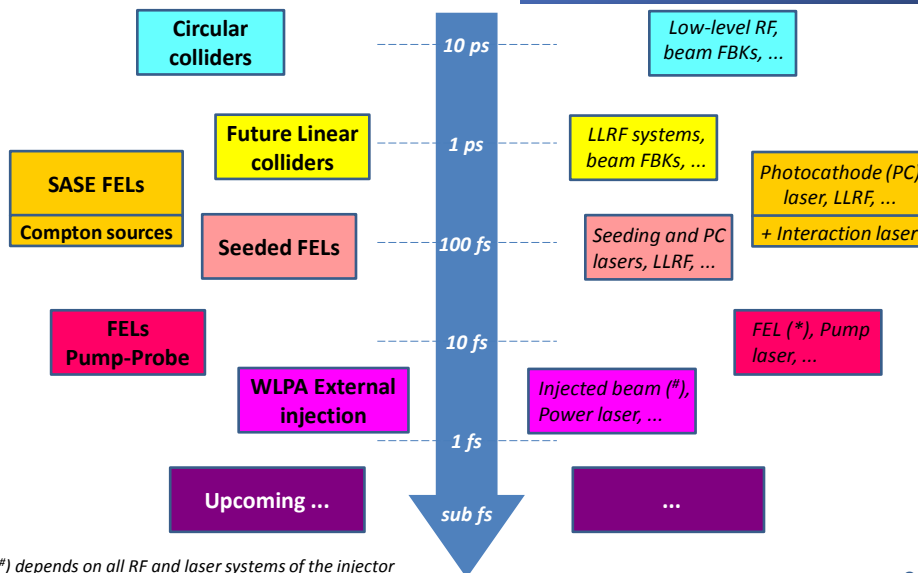 Circular
colliders
10 ps
Low-level RF,
beam FBKs, ...
Future Linear
colliders
1 ps
LLRF systems,
beam FBKs, ...
SASE FELs
Compton sources
Photocathode (PC)
laser, LLRF, ...
+ Interaction laser
Seeded FELs
100 fs
Seeding and PC
lasers, LLRF, ...
FELs
Pump-Probe
10 fs
FEL (*), Pump
laser, ...
WLPA External
injection
Injected beam (#),
Power laser, ...
1 fs
Upcoming ...
sub fs
...
#) depends on all RF and laser systems of the injector